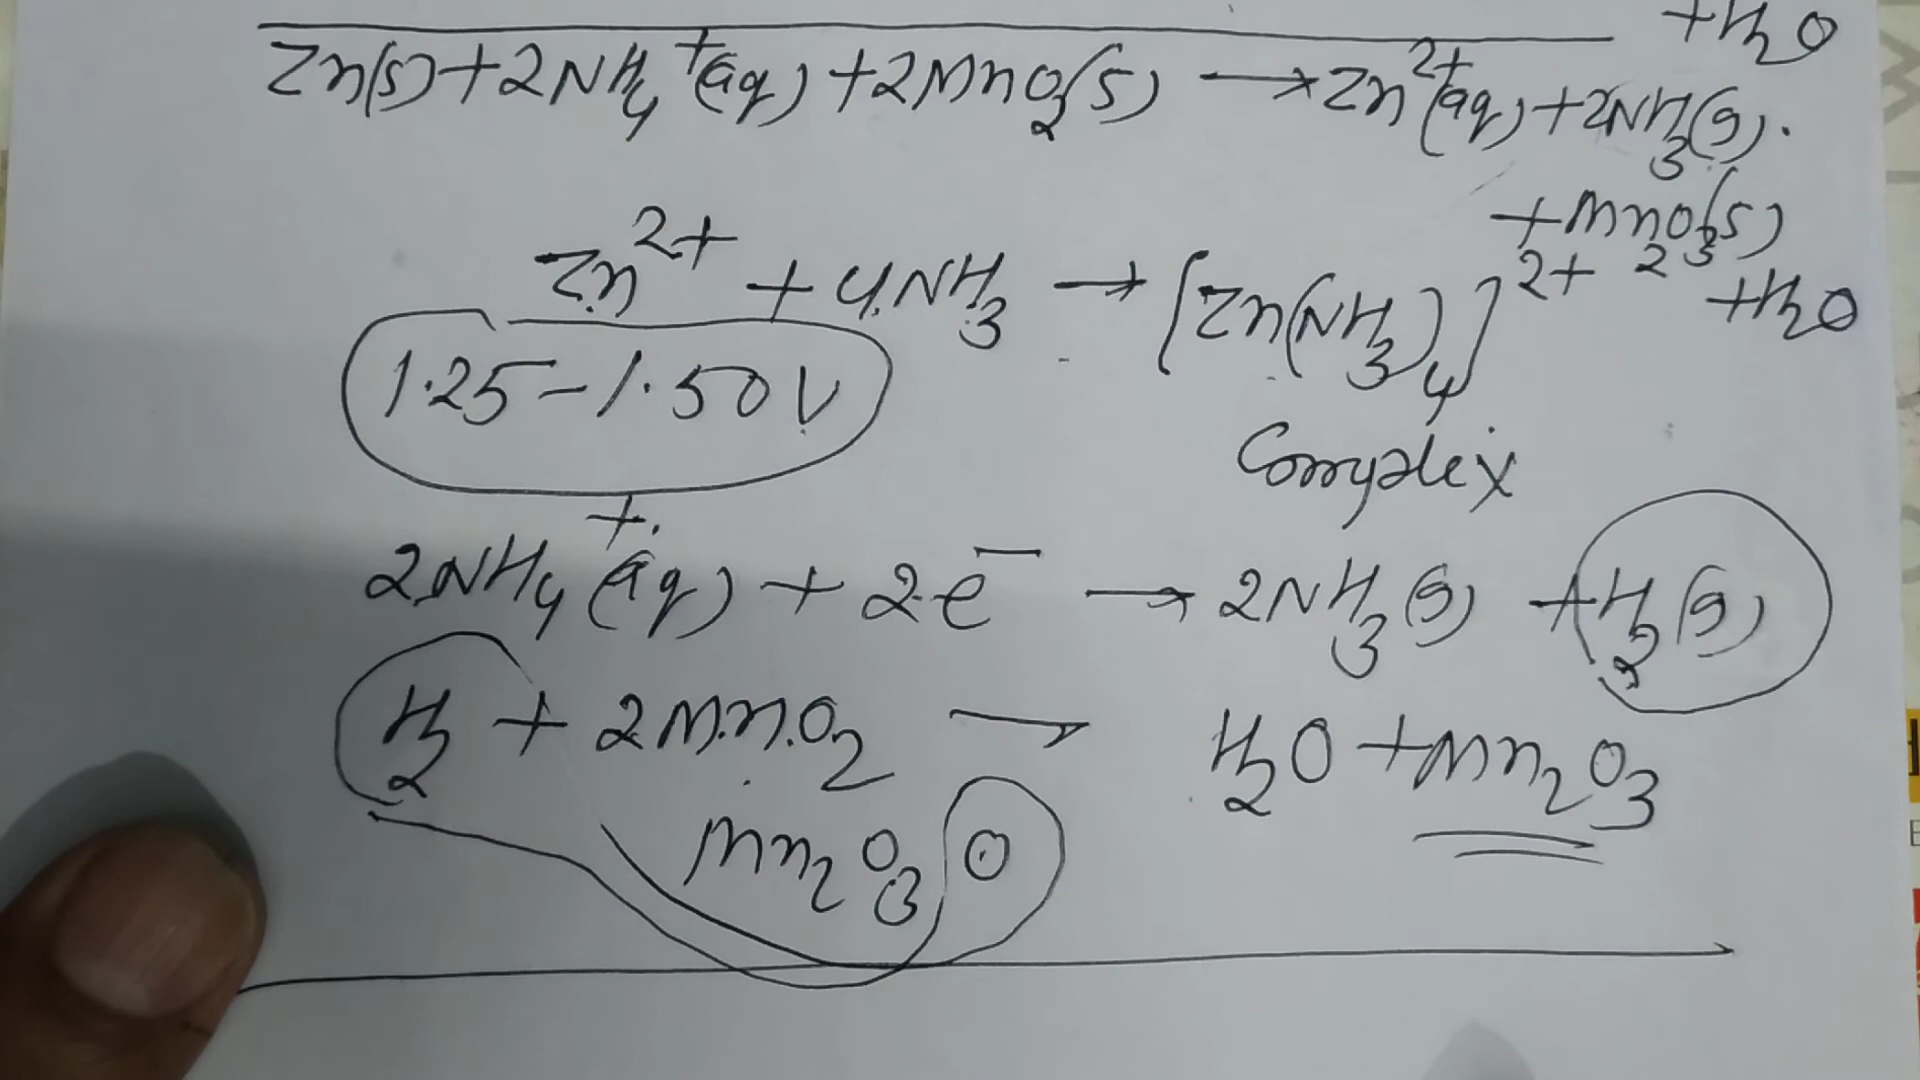 +H2O
Zn(s)+2NH4+(aq)+2MnO2(s) → Zn2+(aq)+2NH3(g).
+Mn2O3(s)
+H2O
Zn2+ + 4NH3 → [Zn(NH3)4]2+
1.25-1.50V
Complex
2NH4+(aq) + 2e- → 2NH3(g) + H2(g)
H2 + 2MnO2 → H2O + Mn2O3
Mn2O3 O